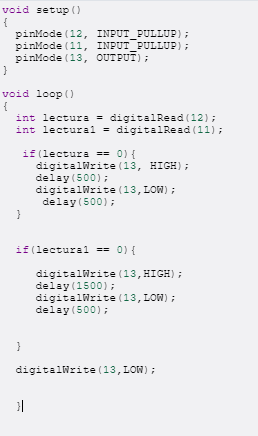 void setup()
{
  pinMode(12, INPUT_PULLUP);
  pinMode(11, INPUT_PULLUP);
  pinMode(13, OUTPUT);
}
void loop()
{
  int lectura = digitalRead(12);
  int lectura1 = digitalRead(11);
   if(lectura == 0){
     digitalWrite(13, HIGH);
     delay(500);
     digitalWrite(13,LOW);
      delay(500);
  }
  if(lectura1 == 0){
     digitalWrite(13,HIGH);
     delay(1500);
     digitalWrite(13,LOW);
     delay(500);
  }
  digitalWrite(13,LOW);
  }